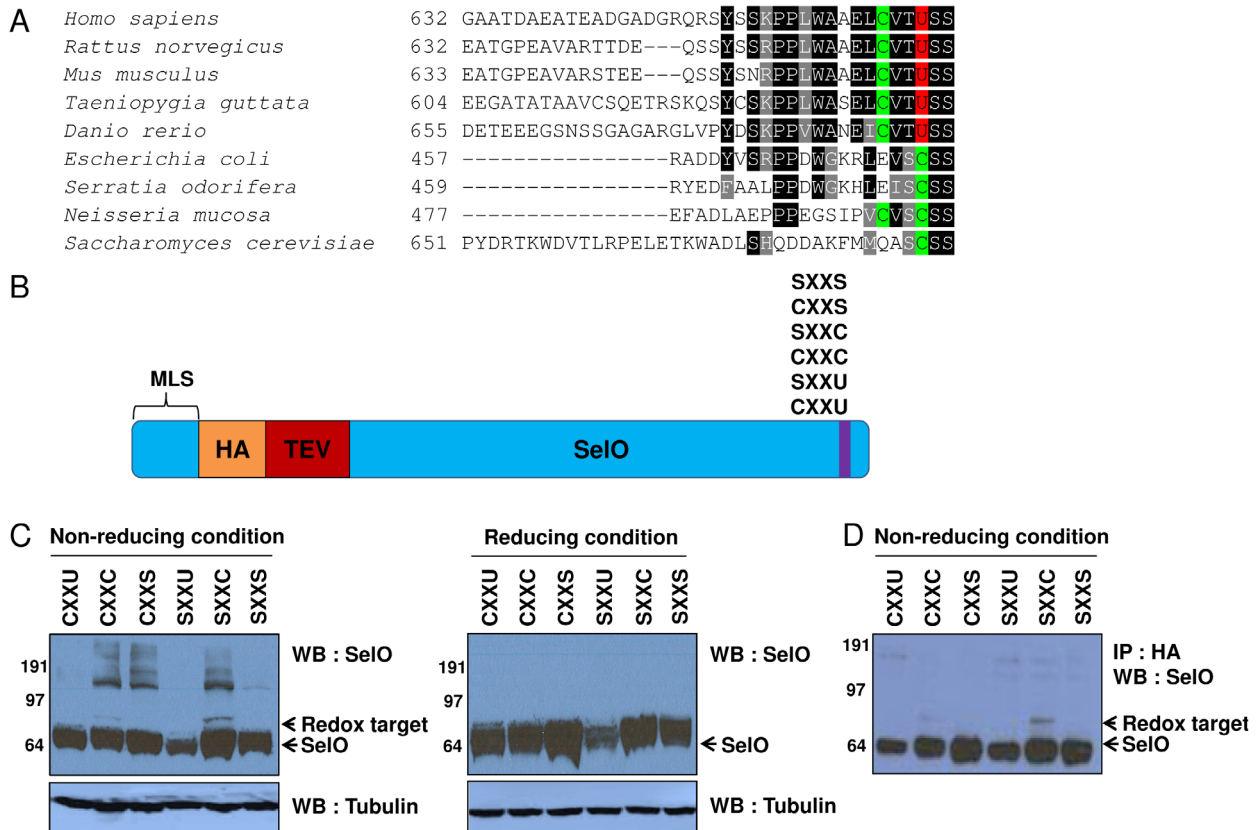 A
Homo sapiens 632 GAATDAEATEADGADGRQRSYSSKPPLWAAELCVTUSS
Rattus norvegicus 632 EATGPEAVARTTDE---QSSYSSRPPLWAAELCVTUSS
Mus musculus 633 EATGPEAVARSTEE---QSSYSNRPPLWAAELCVTUSS
Taeniopygia guttata 604 EEGATATAAVCSQETRSKQSYCSKPPLWASELCVTUSS
Danio rerio 655 DETEEEGSNSSGAGARGLVPYDSKPPVWANEICVTUSS
Escherichia coli 457 ----------------RADDYVSRPPDWGKRLEVSCSS
Serratia odorifera 459 ----------------RYEDFAALPPDWGKHLEISCSS
Neisseria mucosa 477 ----------------EFADLAEPPPEGSIPVCVSCSS
Saccharomyces cerevisiae 651 PYDRTKWDVTLRPELETKWADLSHQDDAKFMMQASCSS
B
SXXS
CXXS
SXXC
CXXC
SXXU
CXXU
MLS
HA TEV SelO
C
Non-reducing condition
CXXU CXXC CXXS SXXU SXXC SXXS
191
97
64
WB : SelO
Redox target
SelO
WB : Tubulin
Reducing condition
CXXU CXXC CXXS SXXU SXXC SXXS
191
97
64
WB : SelO
SelO
WB : Tubulin
D
Non-reducing condition
CXXU CXXC CXXS SXXU SXXC SXXS
191
97
64
IP : HA
WB : SelO
Redox target
SelO